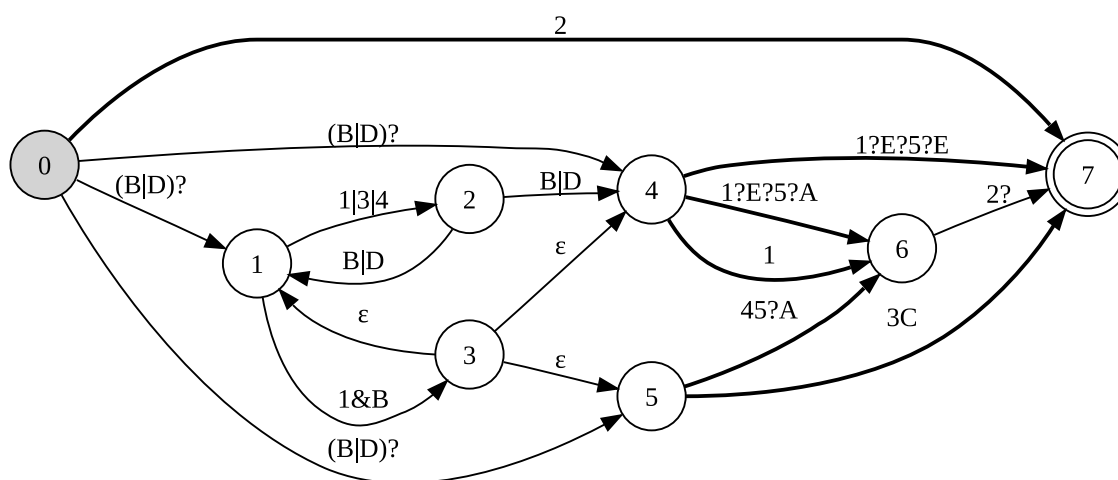 2
(B|D)?
1?E?5?E
0
(B|D)?
1|3|4
2
B|D
4
1?E?5?A
2?
7
1
B|D
ε
1
6
ε
45?A
3C
3
ε
1&B
5
(B|D)?